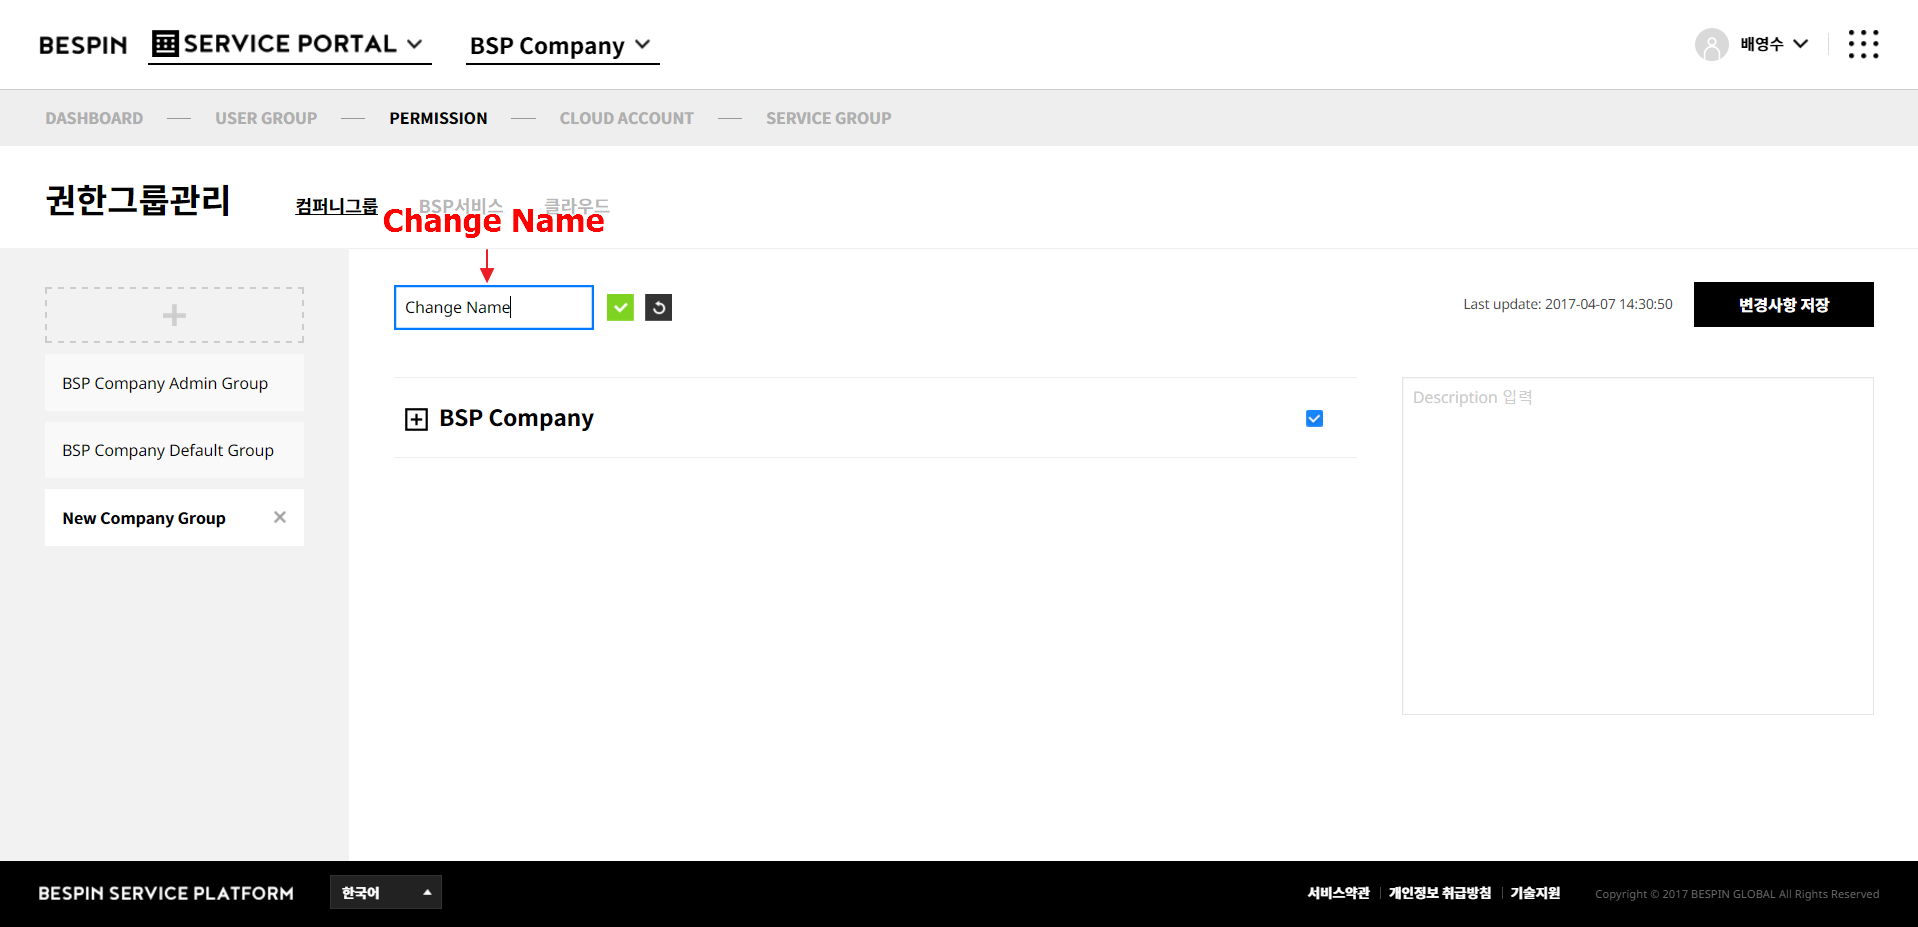 BESPIN SERVICE PORTAL BSP Company 배영수
DASHBOARD USER GROUP PERMISSION CLOUD ACCOUNT SERVICE GROUP
권한그룹관리 컴퍼니그룹 BSP서비스 클라우드
Change Name
Change Name
Last update: 2017-04-07 14:30:50 변경사항 저장
BSP Company Admin Group
BSP Company Default Group
New Company Group
BSP Company
Description 입력
BESPIN SERVICE PLATFORM 한국어 서비스약관 개인정보 취급방침 기술지원 Copyright © 2017 BESPIN GLOBAL All Rights Reserved